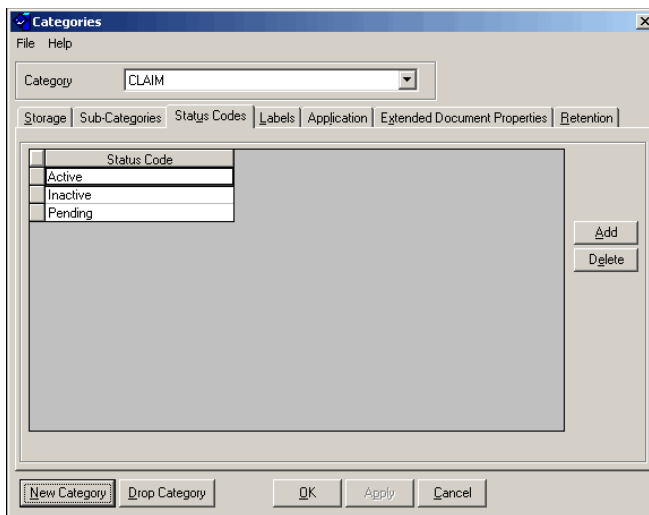 Categories
File Help
Category CLAIM
Storage Sub-Categories Status Codes Labels Application Extended Document Properties Retention
Status Code
Active
Inactive
Pending
Add
Delete
New Category Drop Category OK Apply Cancel